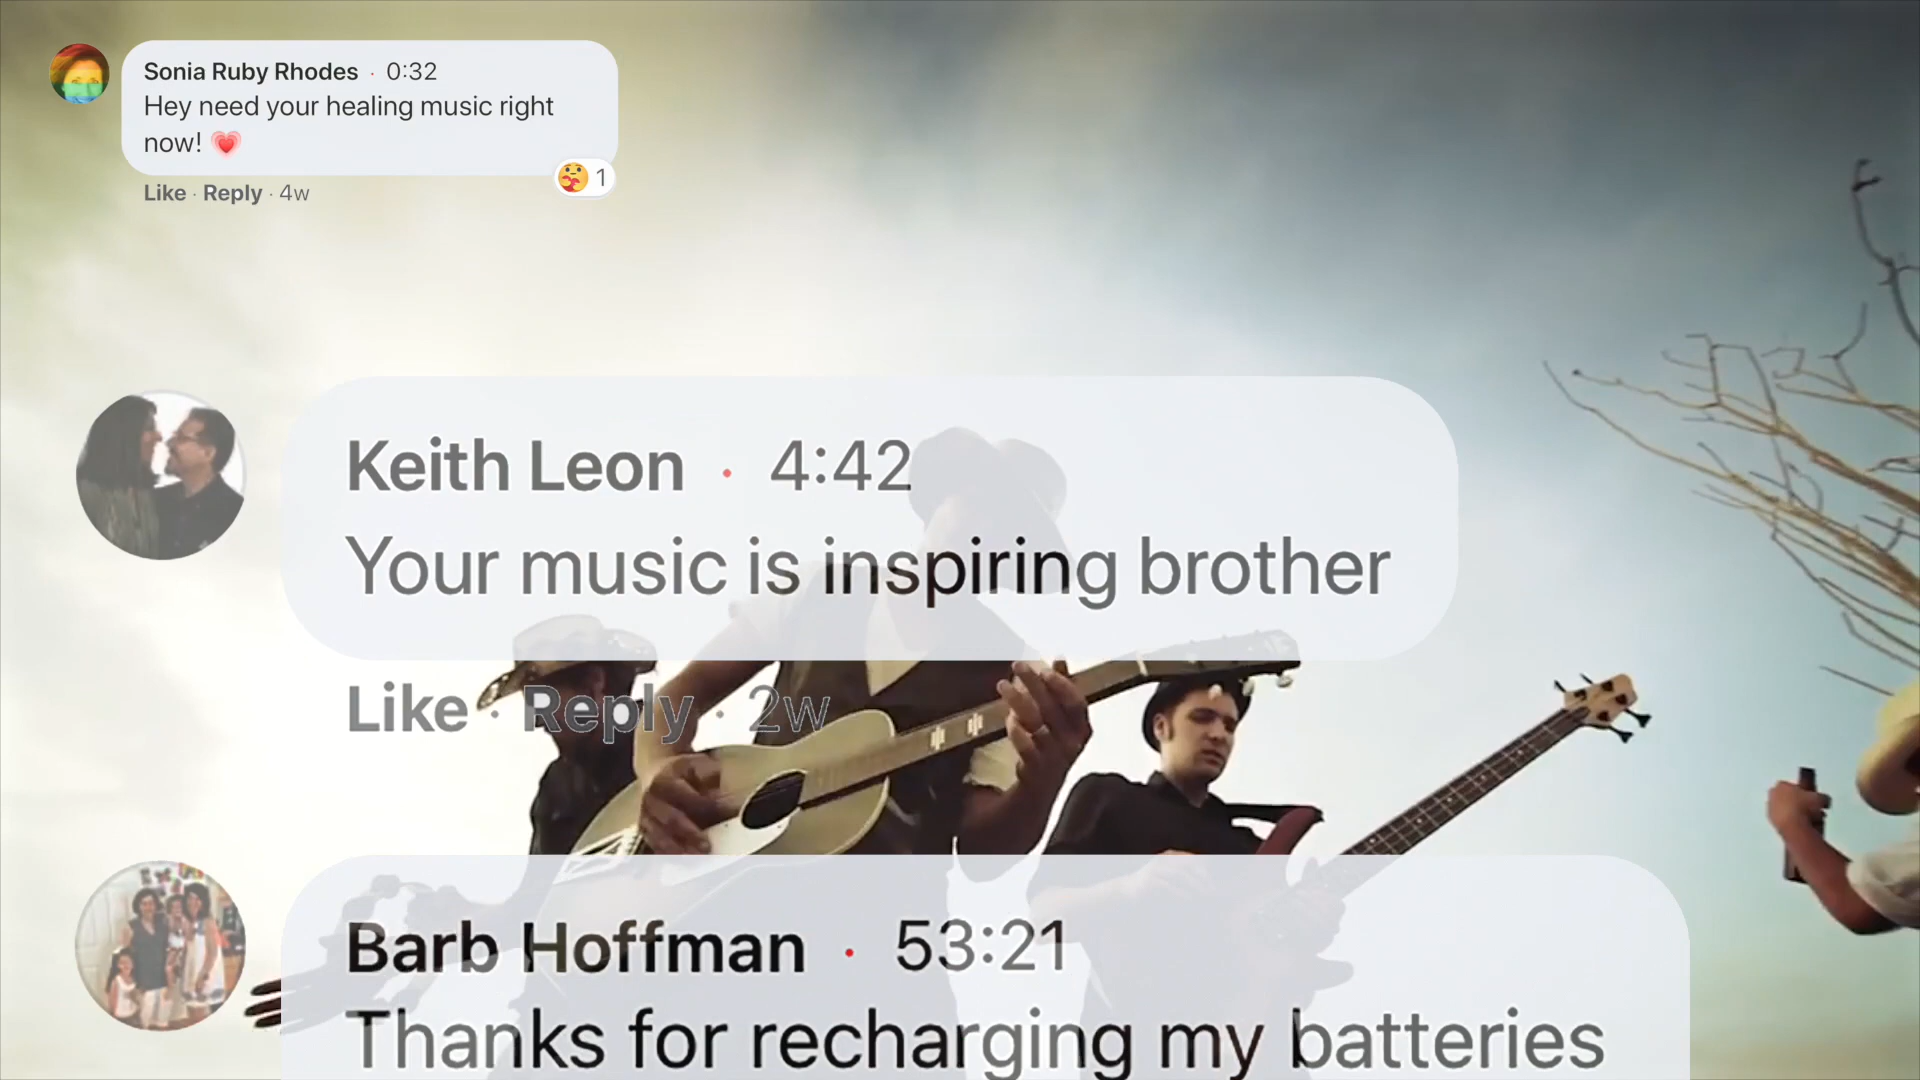 Sonia Ruby Rhodes · 0:32
Hey need your healing music right
now! 💗
1
Like · Reply · 4w
Keith Leon · 4:42
Your music is inspiring brother
Like · Reply · 2w
Barb Hoffman · 53:21
Thanks for recharging my batteries